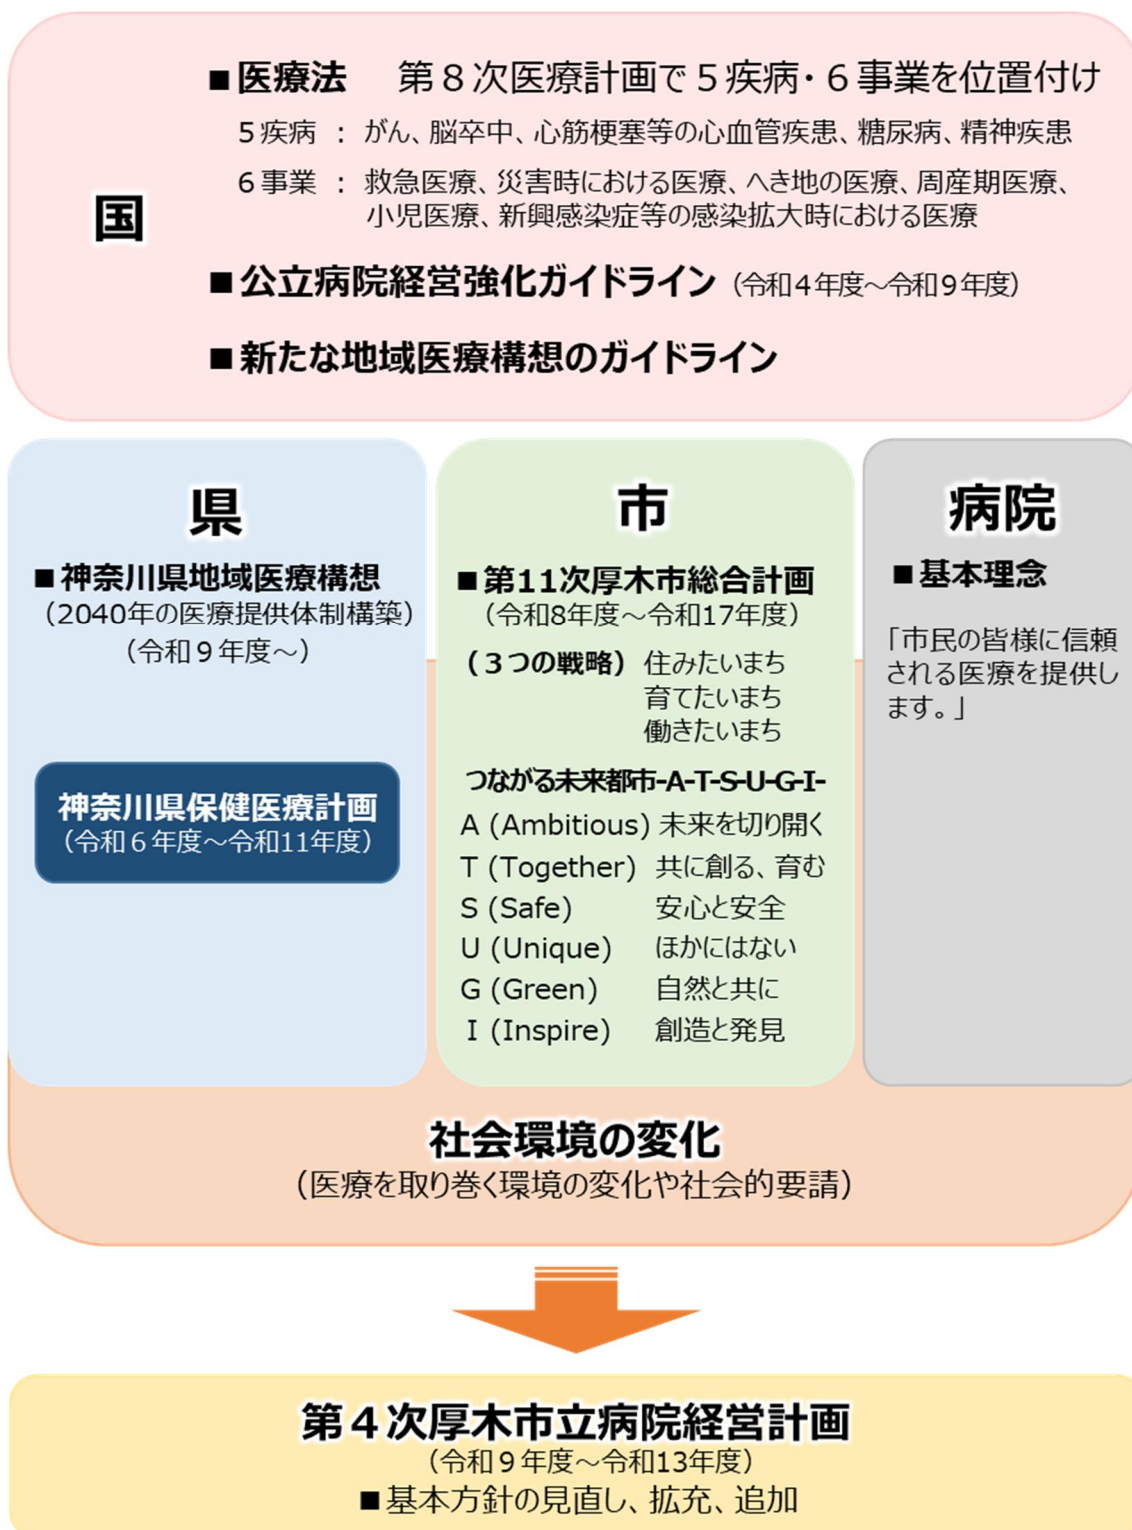 国
■医療法　第８次医療計画で５疾病・６事業を位置付け
５疾病　：　がん、脳卒中、心筋梗塞等の心血管疾患、糖尿病、精神疾患
６事業　：　救急医療、災害時における医療、へき地の医療、周産期医療、
小児医療、新興感染症等の感染拡大時における医療
■公立病院経営強化ガイドライン（令和４年度～令和９年度）
■新たな地域医療構想のガイドライン
県
■神奈川県地域医療構想
（2040年の医療提供体制構築）
（令和９年度～）
神奈川県保健医療計画
（令和６年度～令和11年度）
市
■第11次厚木市総合計画
（令和8年度～令和17年度）
（３つの戦略）住みたいまち
育てたいまち
働きたいまち
つながる未来都市-A-T-S-U-G-I-
A (Ambitious) 未来を切り開く
T (Together) 共に創る、育む
S (Safe) 安心と安全
U (Unique) ほかにはない
G (Green) 自然と共に
I (Inspire) 創造と発見
病院
■基本理念
「市民の皆様に信頼
される医療を提供し
ます。」
社会環境の変化
（医療を取り巻く環境の変化や社会的要請）
第４次厚木市立病院経営計画
（令和９年度～令和13年度）
■基本方針の見直し、拡充、追加